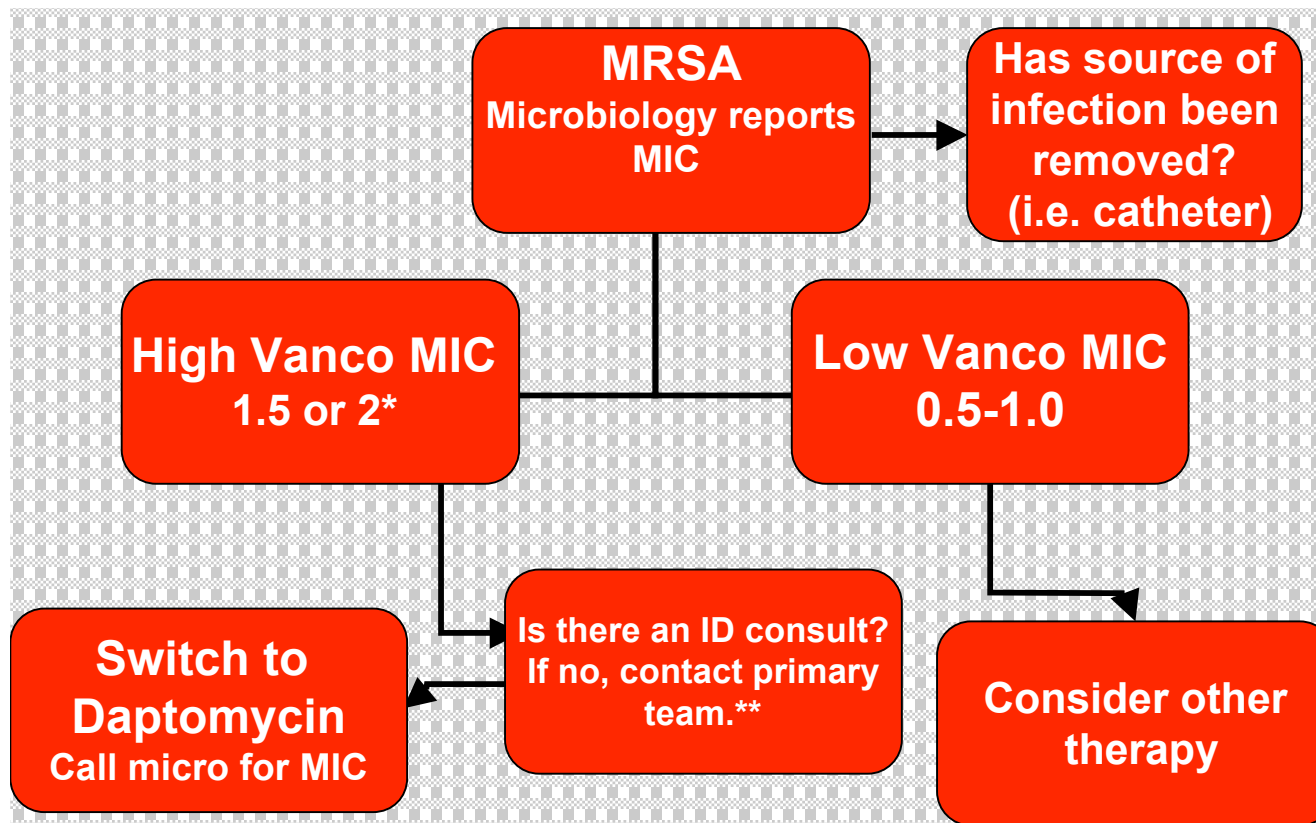 MRSA
Microbiology reports
MIC
Has source of
infection been
removed?
(i.e. catheter)
High Vanco MIC
1.5 or 2*
Low Vanco MIC
0.5-1.0
Switch to
Daptomycin
Call micro for MIC
Is there an ID consult?
If no, contact primary
team.**
Consider other
therapy